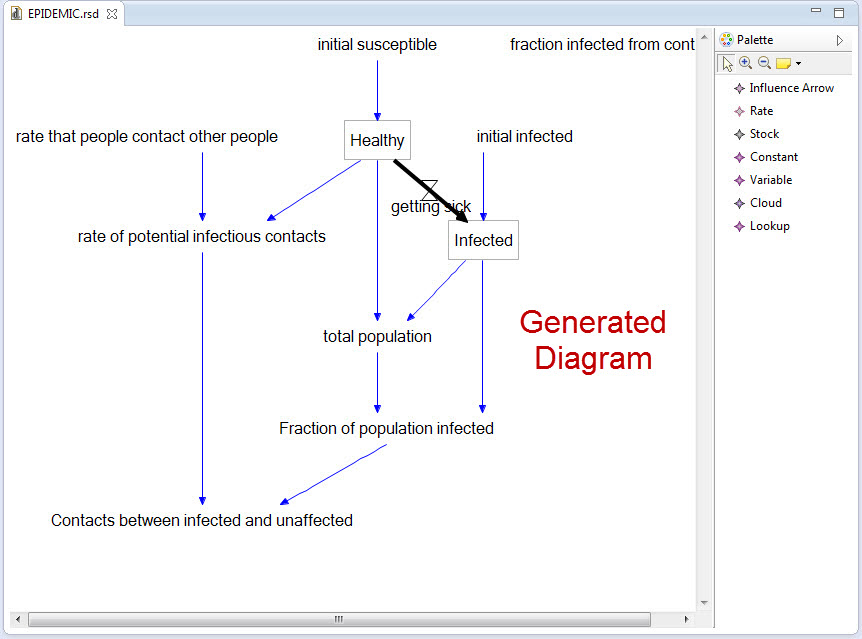 EPIDEMIC.rsd
initial susceptible
fraction infected from cont
Palette
Influence Arrow
Rate
Stock
Constant
Variable
Cloud
Lookup
rate that people contact other people
Healthy
initial infected
getting sick
rate of potential infectious contacts
Infected
Generated
Diagram
total population
Fraction of population infected
Contacts between infected and unaffected